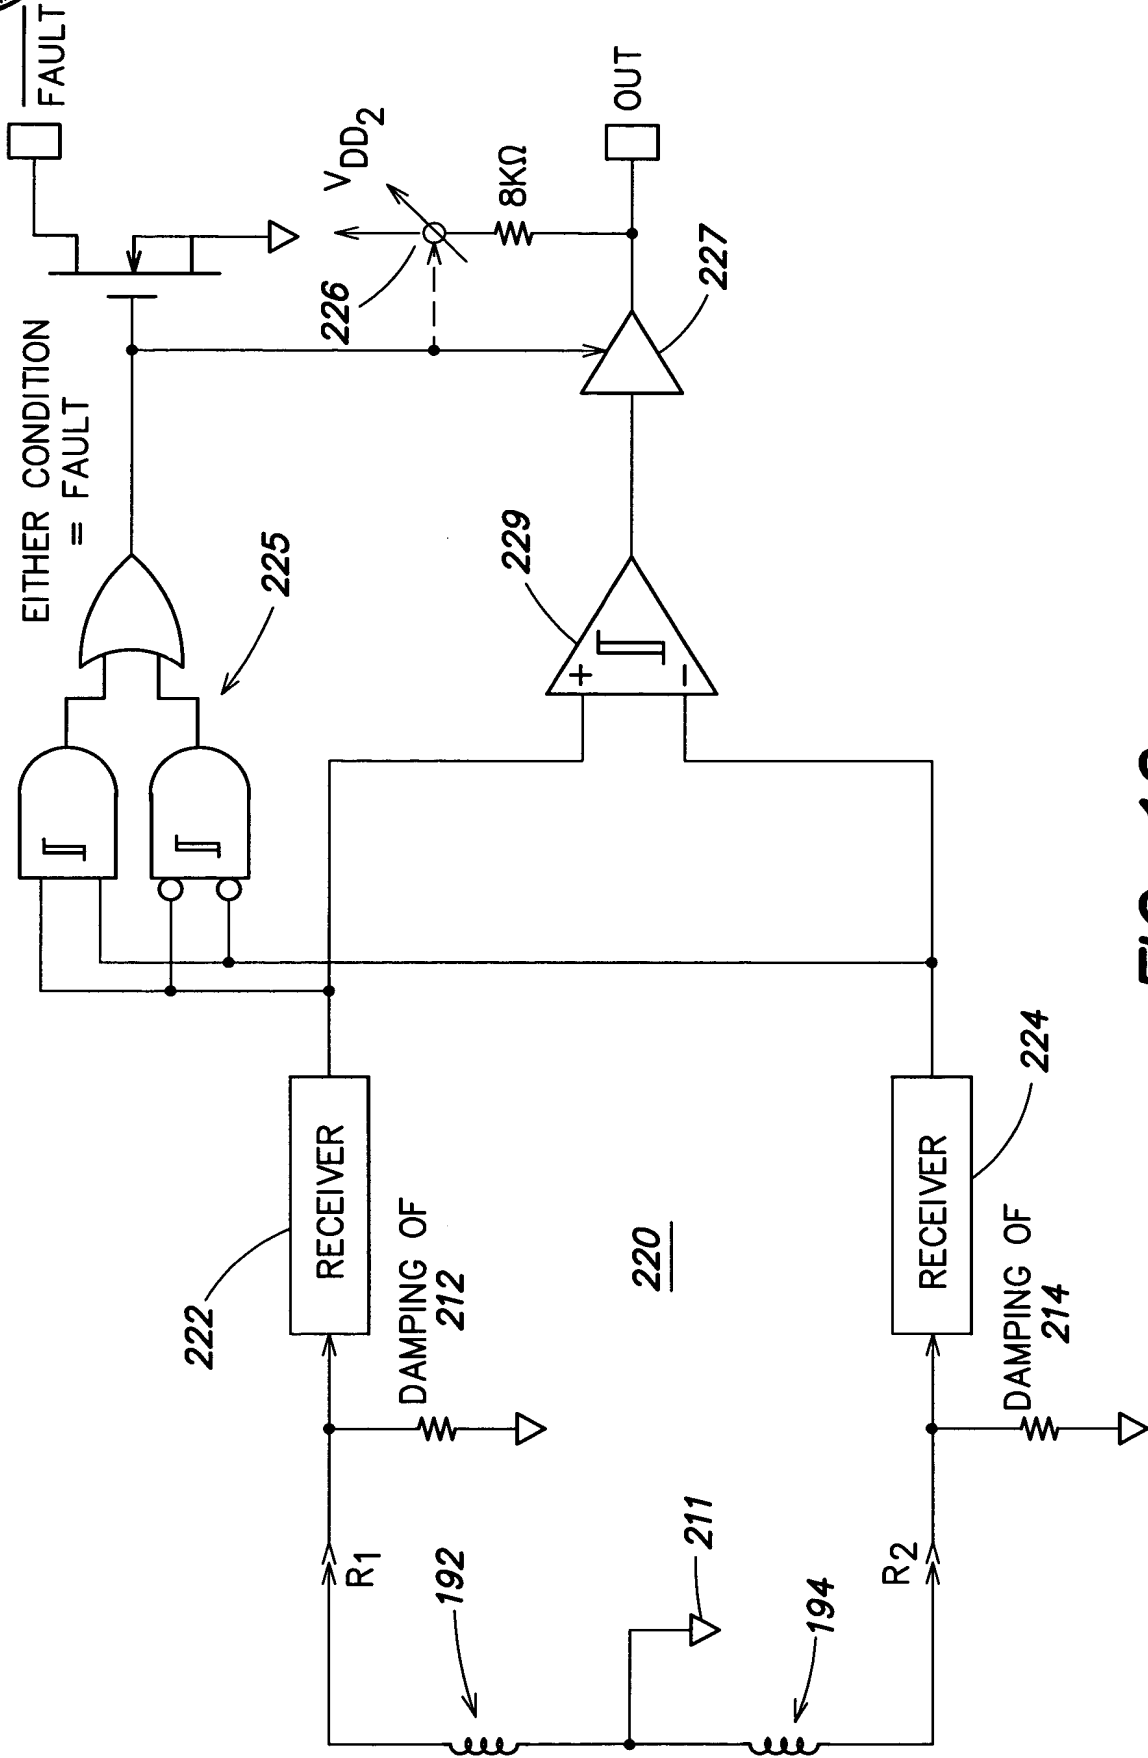 EITHER CONDITION
= FAULT
FAULT
222
225
RECEIVER
226
VDD2
R1
DAMPING OF
212
192
8KΩ
229
OUT
220
211
227
194
R2
RECEIVER
DAMPING OF
214
224